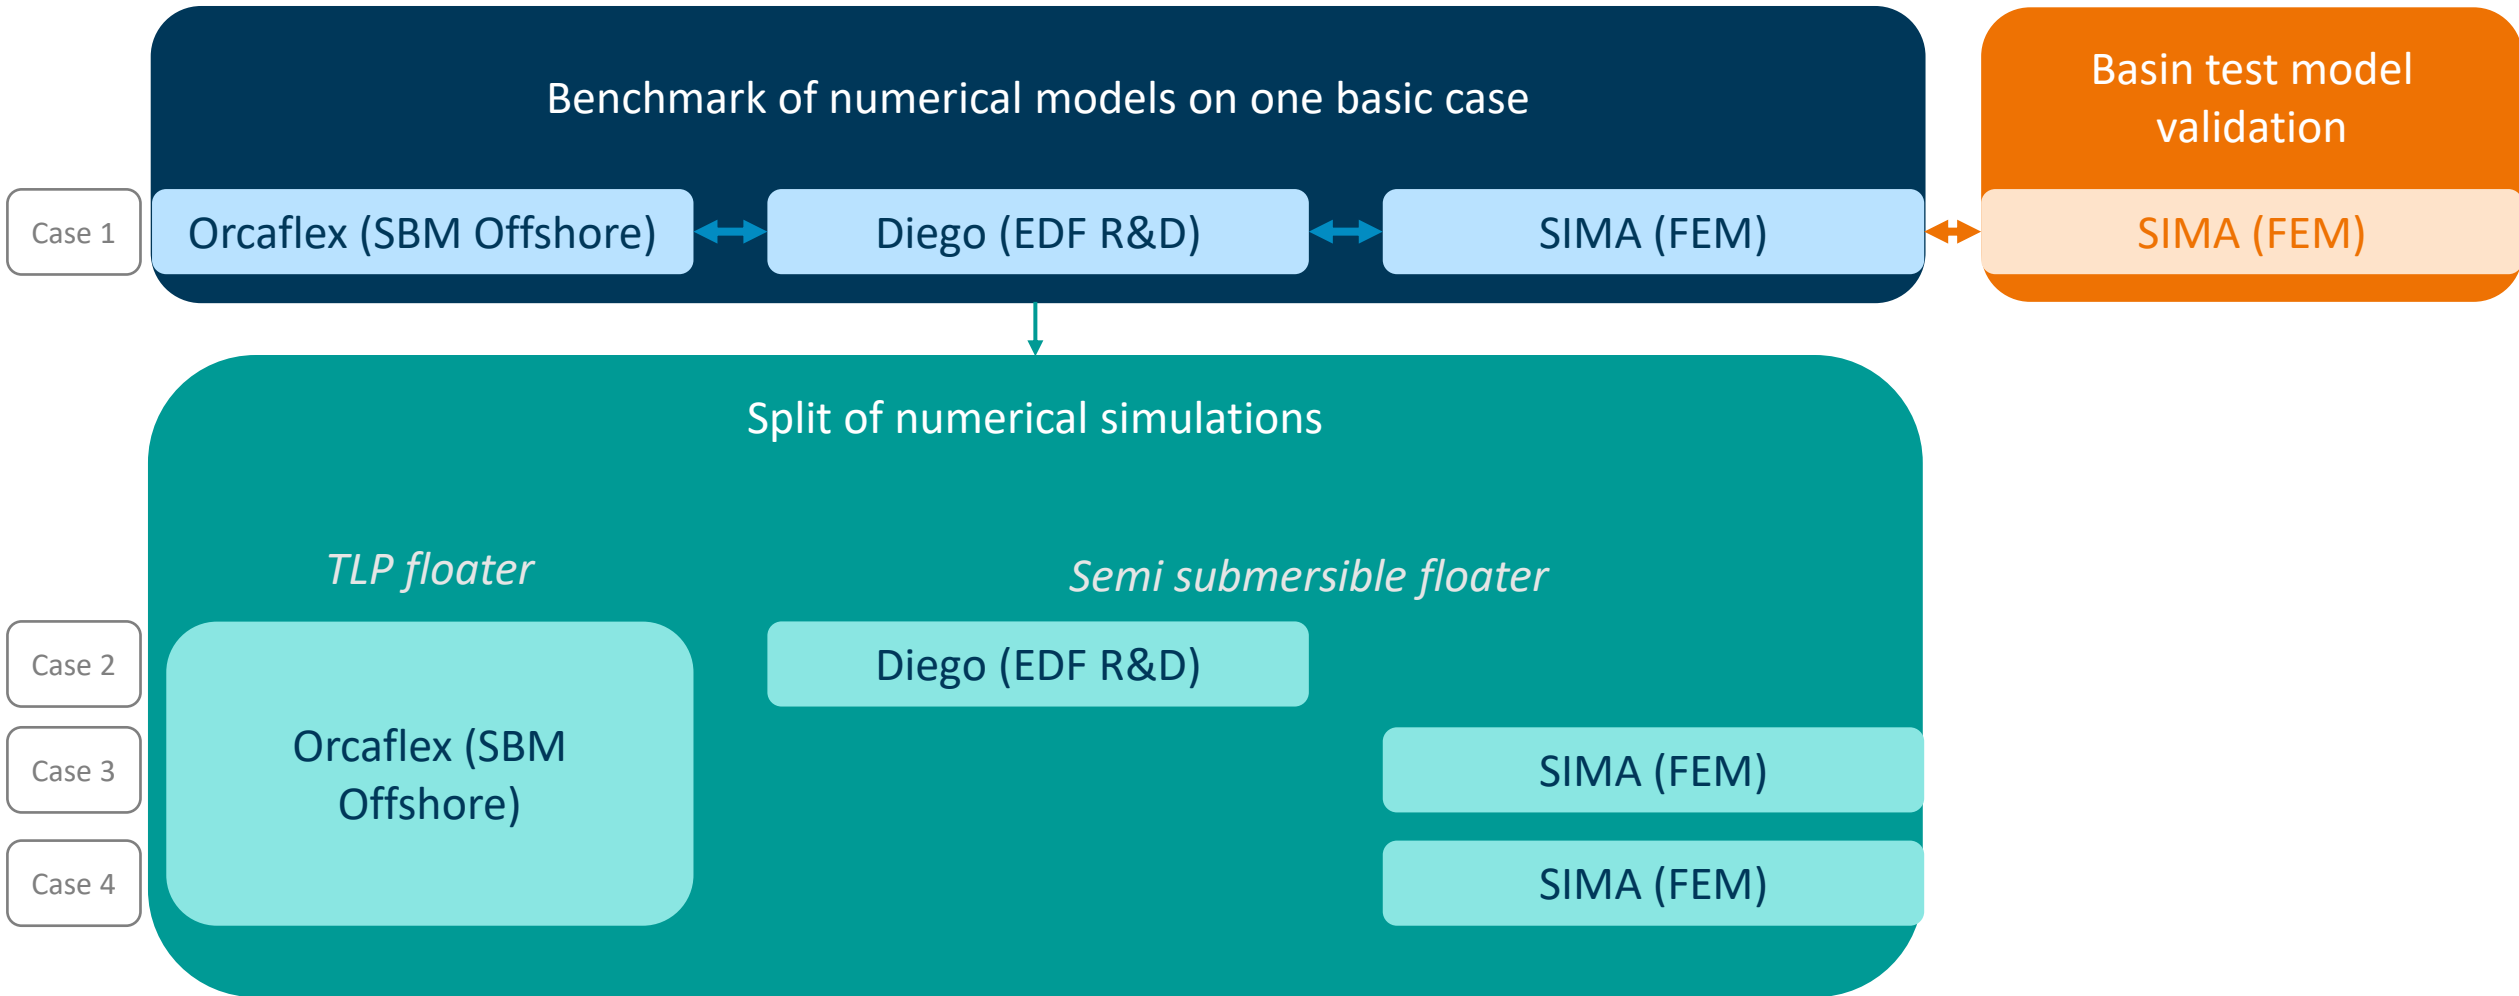 Benchmark of numerical models on one basic case
Basin test model
validation
Case 1
Orcaflex (SBM Offshore)
Diego (EDF R&D)
SIMA (FEM)
SIMA (FEM)
Split of numerical simulations
TLP floater
Semi submersible floater
Case 2
Diego (EDF R&D)
Orcaflex (SBM
Offshore)
Case 3
SIMA (FEM)
Case 4
SIMA (FEM)